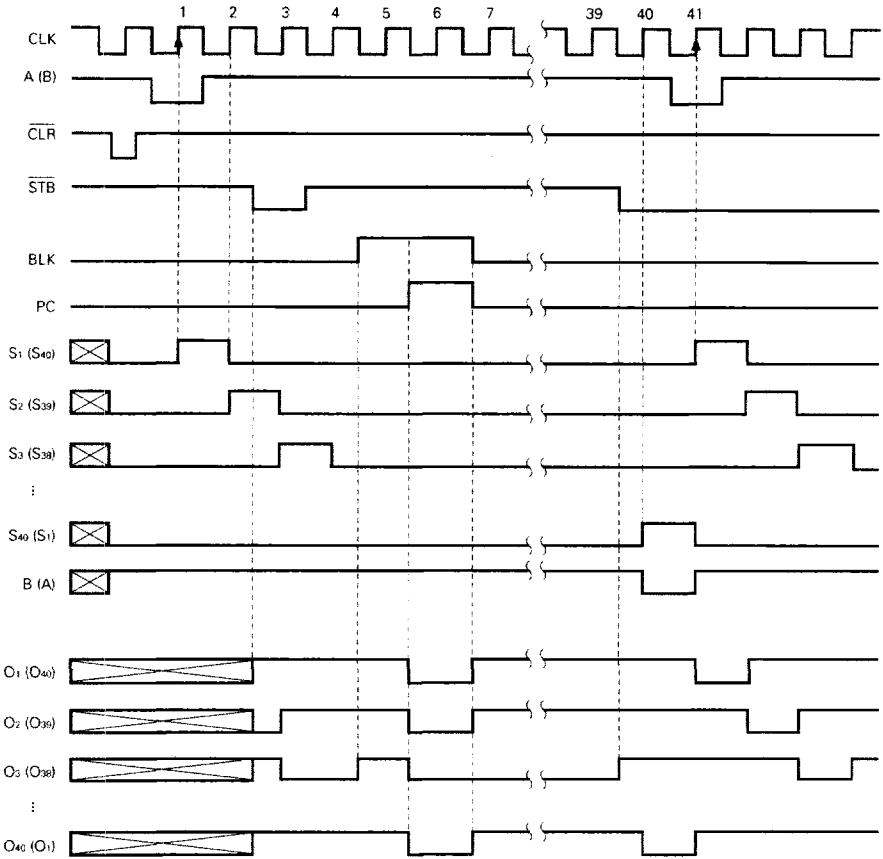 1 2 3 4 5 6 7 39 40 41
CLK
A (B)
CLR
STB
BLK
PC
S1 (S40)
S2 (S39)
S3 (S38)
⋮
S40 (S1)
B (A)
O1 (O40)
O2 (O39)
O3 (O38)
⋮
O40 (O1)